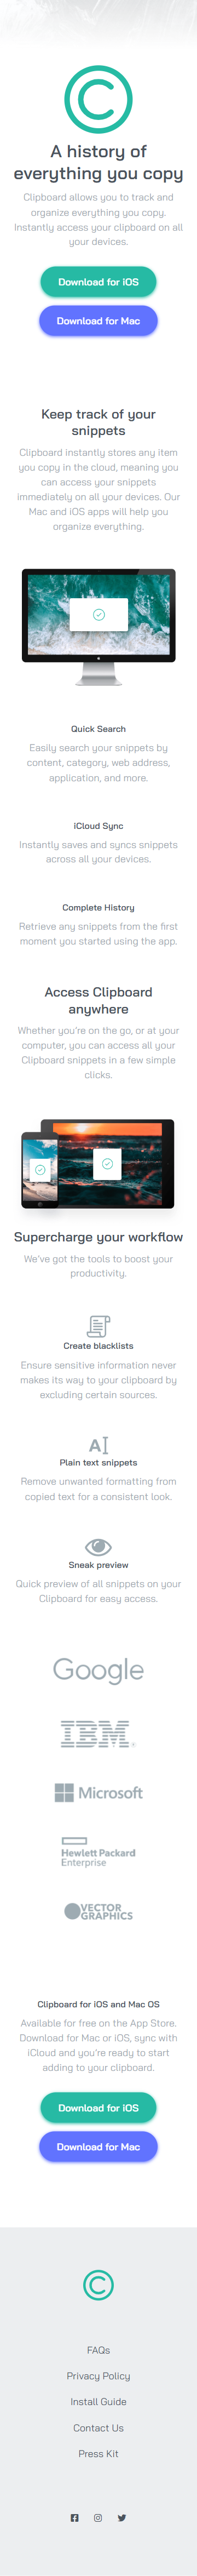 A history of
everything you copy
Clipboard allows you to track and
organize everything you copy.
Instantly access your clipboard on all
your devices.
Download for iOS
Download for Mac
Keep track of your
snippets
Clipboard instantly stores any item
you copy in the cloud, meaning you
can access your snippets
immediately on all your devices. Our
Mac and iOS apps will help you
organize everything.
Quick Search
Easily search your snippets by
content, category, web address,
application, and more.
iCloud Sync
Instantly saves and syncs snippets
across all your devices.
Complete History
Retrieve any snippets from the first
moment you started using the app.
Access Clipboard
anywhere
Whether you're on the go, or at your
computer, you can access all your
Clipboard snippets in a few simple
clicks.
Supercharge your workflow
We've got the tools to boost your
productivity.
Create blacklists
Ensure sensitive information never
makes its way to your clipboard by
excluding certain sources.
A
Plain text snippets
Remove unwanted formatting from
copied text for a consistent look.
Sneak preview
Quick preview of all snippets on your
Clipboard for easy access.
Google
IBM
Microsoft
Hewlett Packard
Enterprise
VECTOR
GRAPHICS
Clipboard for iOS and Mac OS
Available for free on the App Store.
Download for Mac or iOS, sync with
iCloud and you're ready to start
adding to your clipboard.
Download for iOS
Download for Mac
FAQs
Privacy Policy
Install Guide
Contact Us
Press Kit